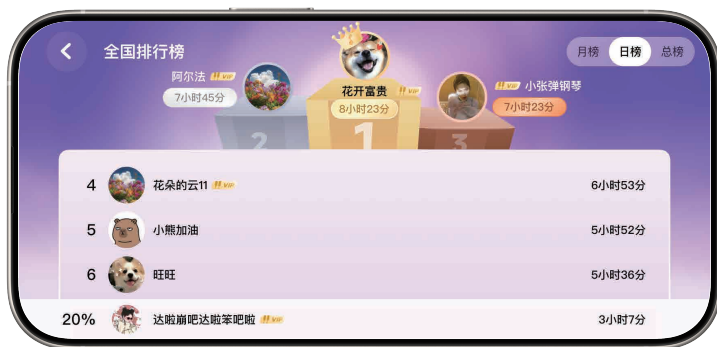 全国排行榜
月榜 日榜 总榜
阿尔法 VIP
7小时45分
花开富贵 VIP
8小时23分
VIP 小张弹钢琴
7小时23分
2 1 3
4 花朵的云11 VIP 6小时53分
5 小熊加油 5小时52分
6 旺旺 5小时36分
20% 达啦崩吧达啦笨吧啦 VIP 3小时7分